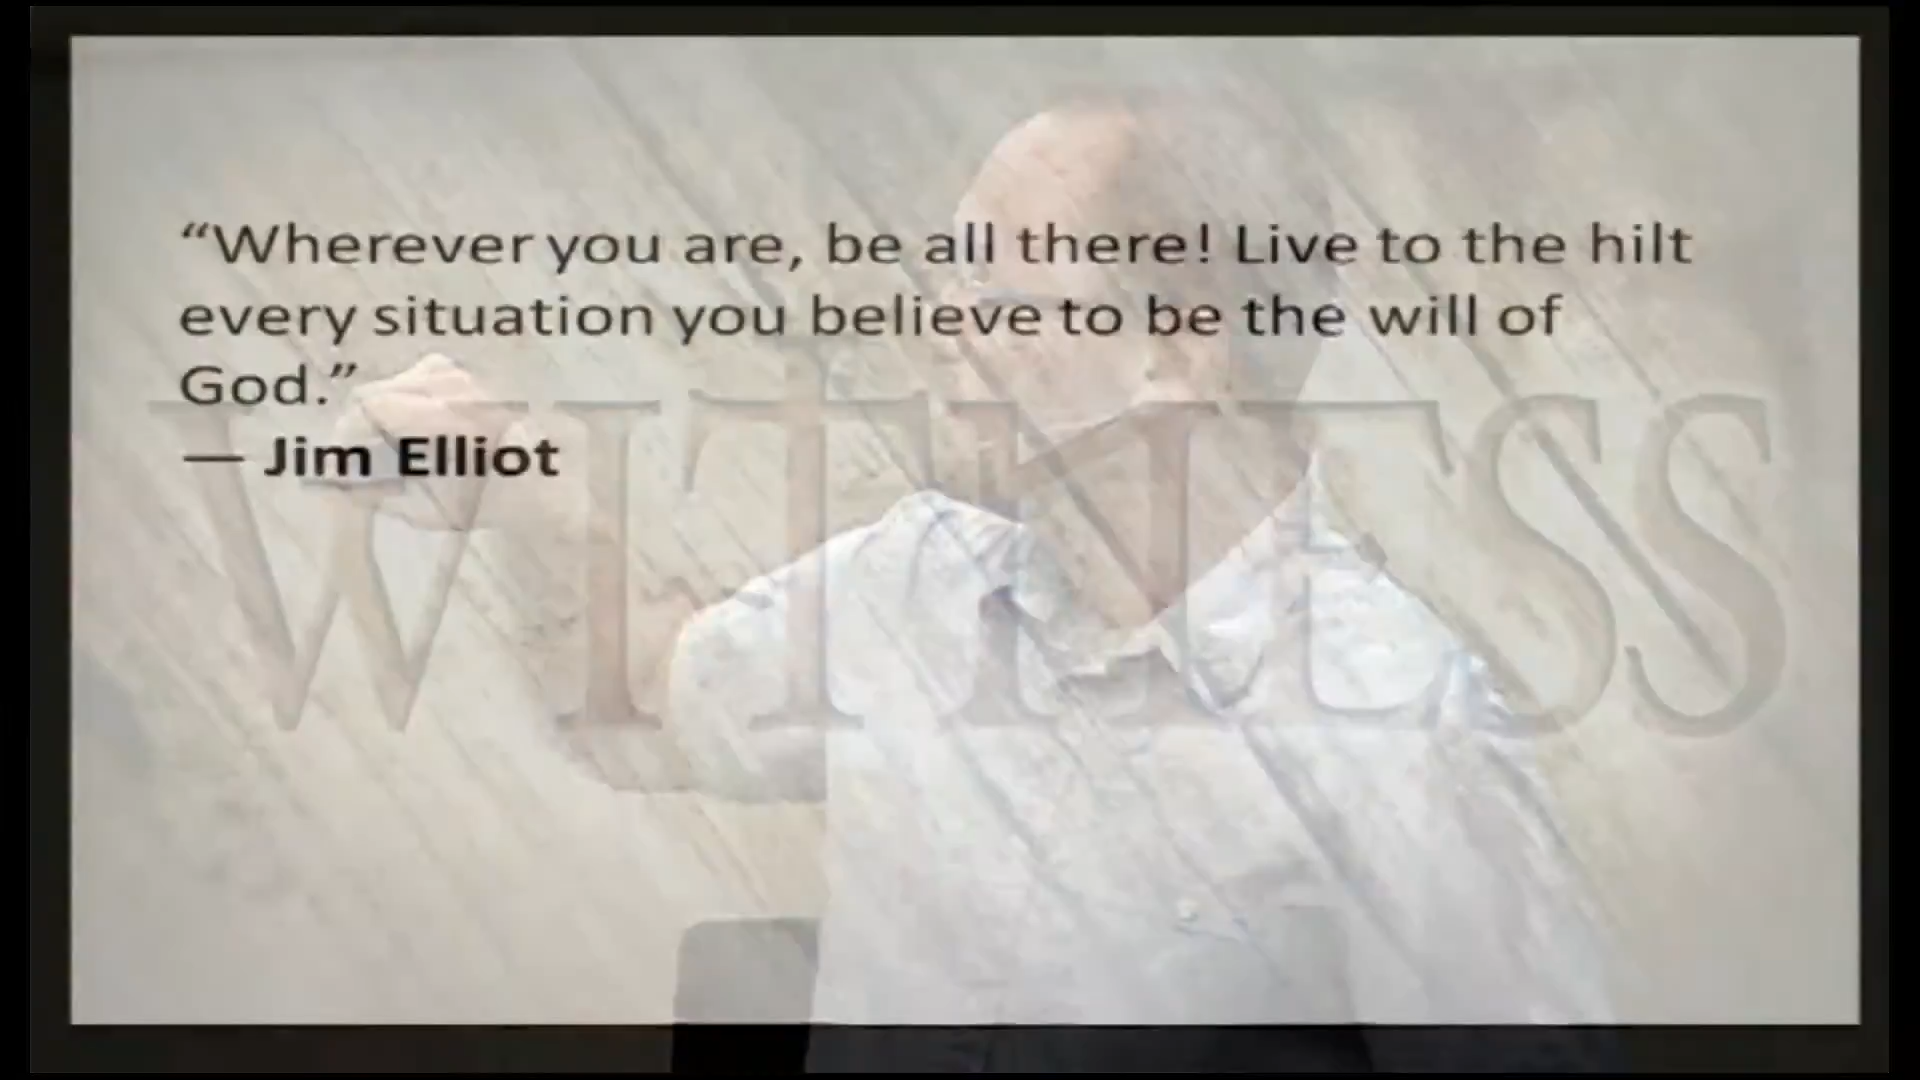 “Wherever you are, be all there! Live to the hilt
every situation you believe to be the will of
God.”
— Jim Elliot
WITNESS